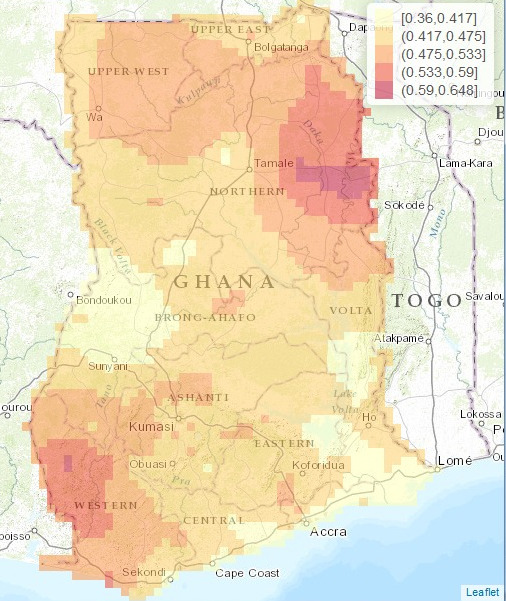 [0.36,0.417]
(0.417,0.475]
(0.475,0.533]
(0.533,0.59]
(0.59,0.648]
UPPER EAST
Bolgatanga
UPPER WEST
Kulpawn
Wa
Daka
Djou
Tamale
Lama-Kara
NORTHERN
Sokodé
Mono
Black Volta
GHANA
Bondoukou
TOGO
Savalou
BRONG-AHAFO
VOLTA
Atakpamé
Sunyani
Tano
ASHANTI
Lake
Volta
Lokossa
Kumasi
Ho
EASTERN
Obuasi
Koforidua
Lomé
Pra
WESTERN
CENTRAL
Accra
Sekondi
Cape Coast
Leaflet